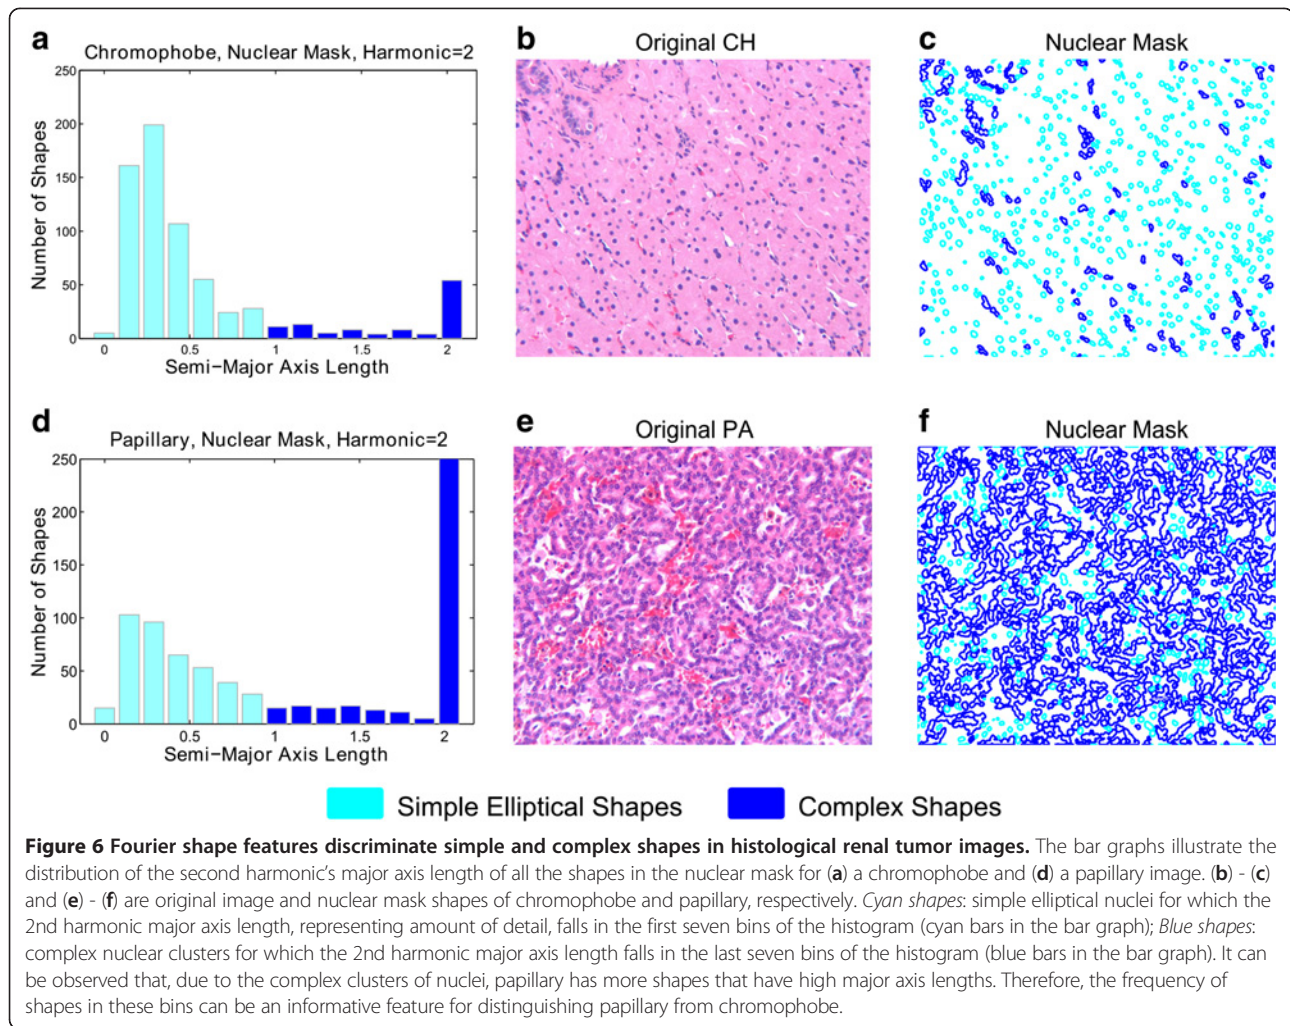 a
Chromophobe, Nuclear Mask, Harmonic=2
250
200
150
100
50
0
Number of Shapes
0 0.5 1 1.5 2
Semi-Major Axis Length
b
Original CH
c
Nuclear Mask
d
Papillary, Nuclear Mask, Harmonic=2
250
200
150
100
50
0
Number of Shapes
0 0.5 1 1.5 2
Semi-Major Axis Length
e
Original PA
f
Nuclear Mask
Simple Elliptical Shapes
Complex Shapes
Figure 6 Fourier shape features discriminate simple and complex shapes in histological renal tumor images. The bar graphs illustrate the
distribution of the second harmonic's major axis length of all the shapes in the nuclear mask for (a) a chromophobe and (d) a papillary image. (b) - (c)
and (e) - (f) are original image and nuclear mask shapes of chromophobe and papillary, respectively. Cyan shapes: simple elliptical nuclei for which the
2nd harmonic major axis length, representing amount of detail, falls in the first seven bins of the histogram (cyan bars in the bar graph); Blue shapes:
complex nuclear clusters for which the 2nd harmonic major axis length falls in the last seven bins of the histogram (blue bars in the bar graph). It can
be observed that, due to the complex clusters of nuclei, papillary has more shapes that have high major axis lengths. Therefore, the frequency of
shapes in these bins can be an informative feature for distinguishing papillary from chromophobe.